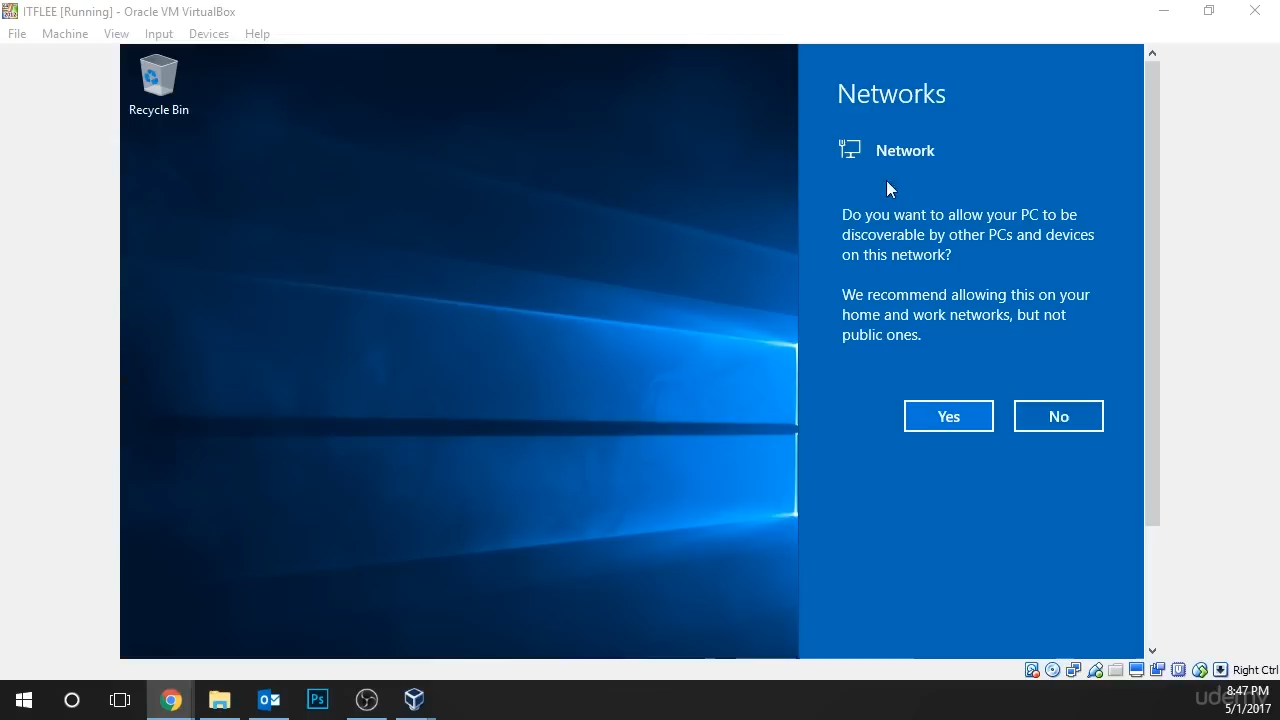 ITFLEE [Running] - Oracle VM VirtualBox
File Machine View Input Devices Help
Recycle Bin
Networks
Network
Do you want to allow your PC to be
discoverable by other PCs and devices
on this network?
We recommend allowing this on your
home and work networks, but not
public ones.
Yes No
Right Ctrl
Ps
8:47 PM
udemy
5/1/2017